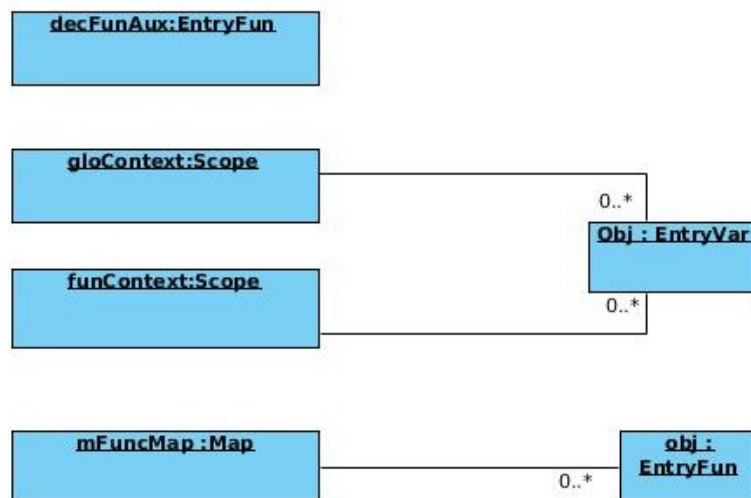 decFunAux:EntryFun
gloContext:Scope
0..*
Obj : EntryVar
funContext:Scope
0..*
mFuncMap :Map
obj :
EntryFun
0..*